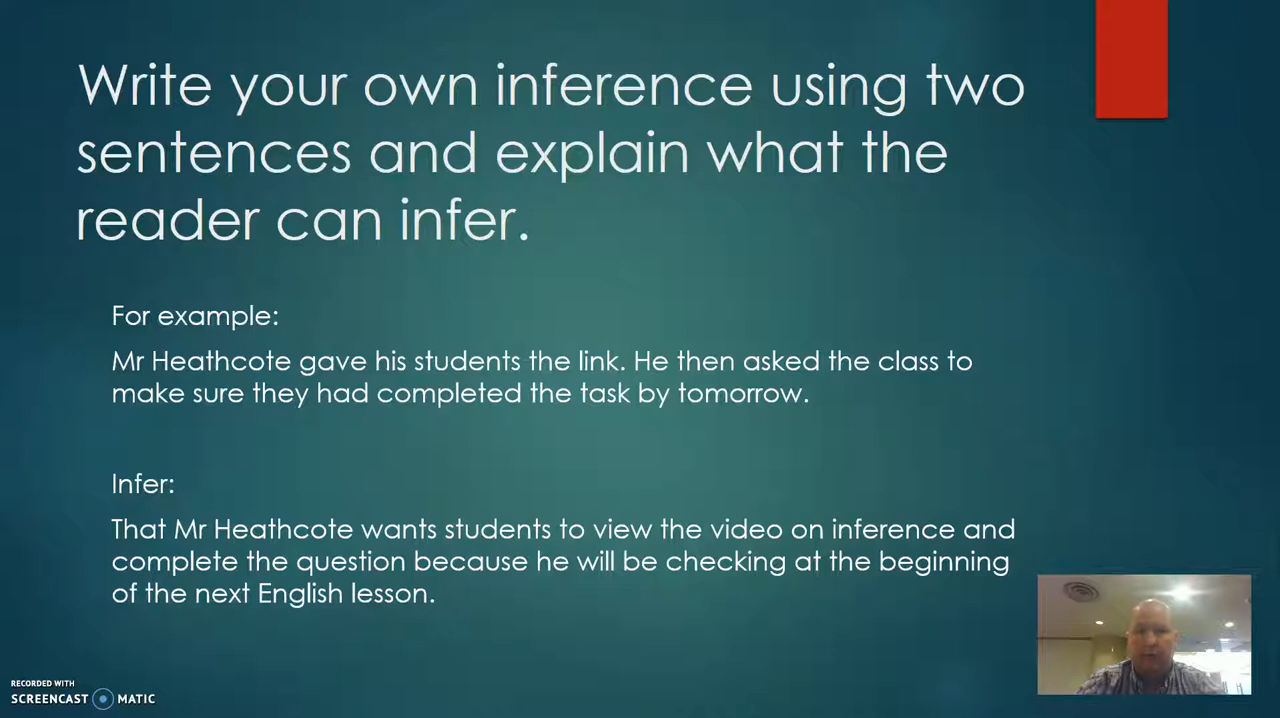 Write your own inference using two
sentences and explain what the
reader can infer.
For example:
Mr Heathcote gave his students the link. He then asked the class to
make sure they had completed the task by tomorrow.
Infer:
That Mr Heathcote wants students to view the video on inference and
complete the question because he will be checking at the beginning
of the next English lesson.
RECORDED WITH
SCREENCAST MATIC